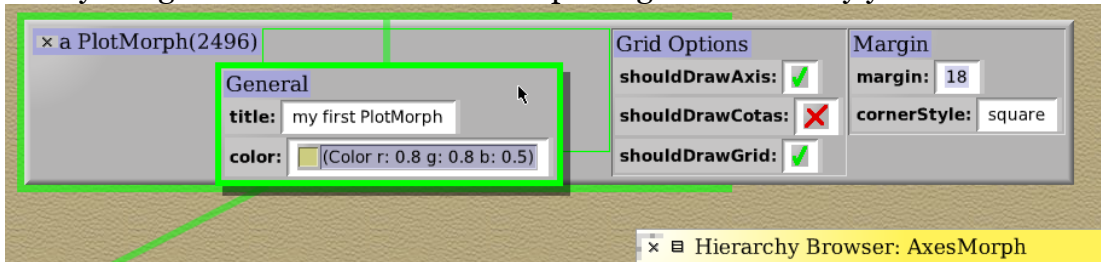 × a PlotMorph(2496)
General
title: my first PlotMorph
color: (Color r: 0.8 g: 0.8 b: 0.5)
Grid Options
shouldDrawAxis:
shouldDrawCotas:
shouldDrawGrid:
Margin
margin: 18
cornerStyle: square
× Hierarchy Browser: AxesMorph